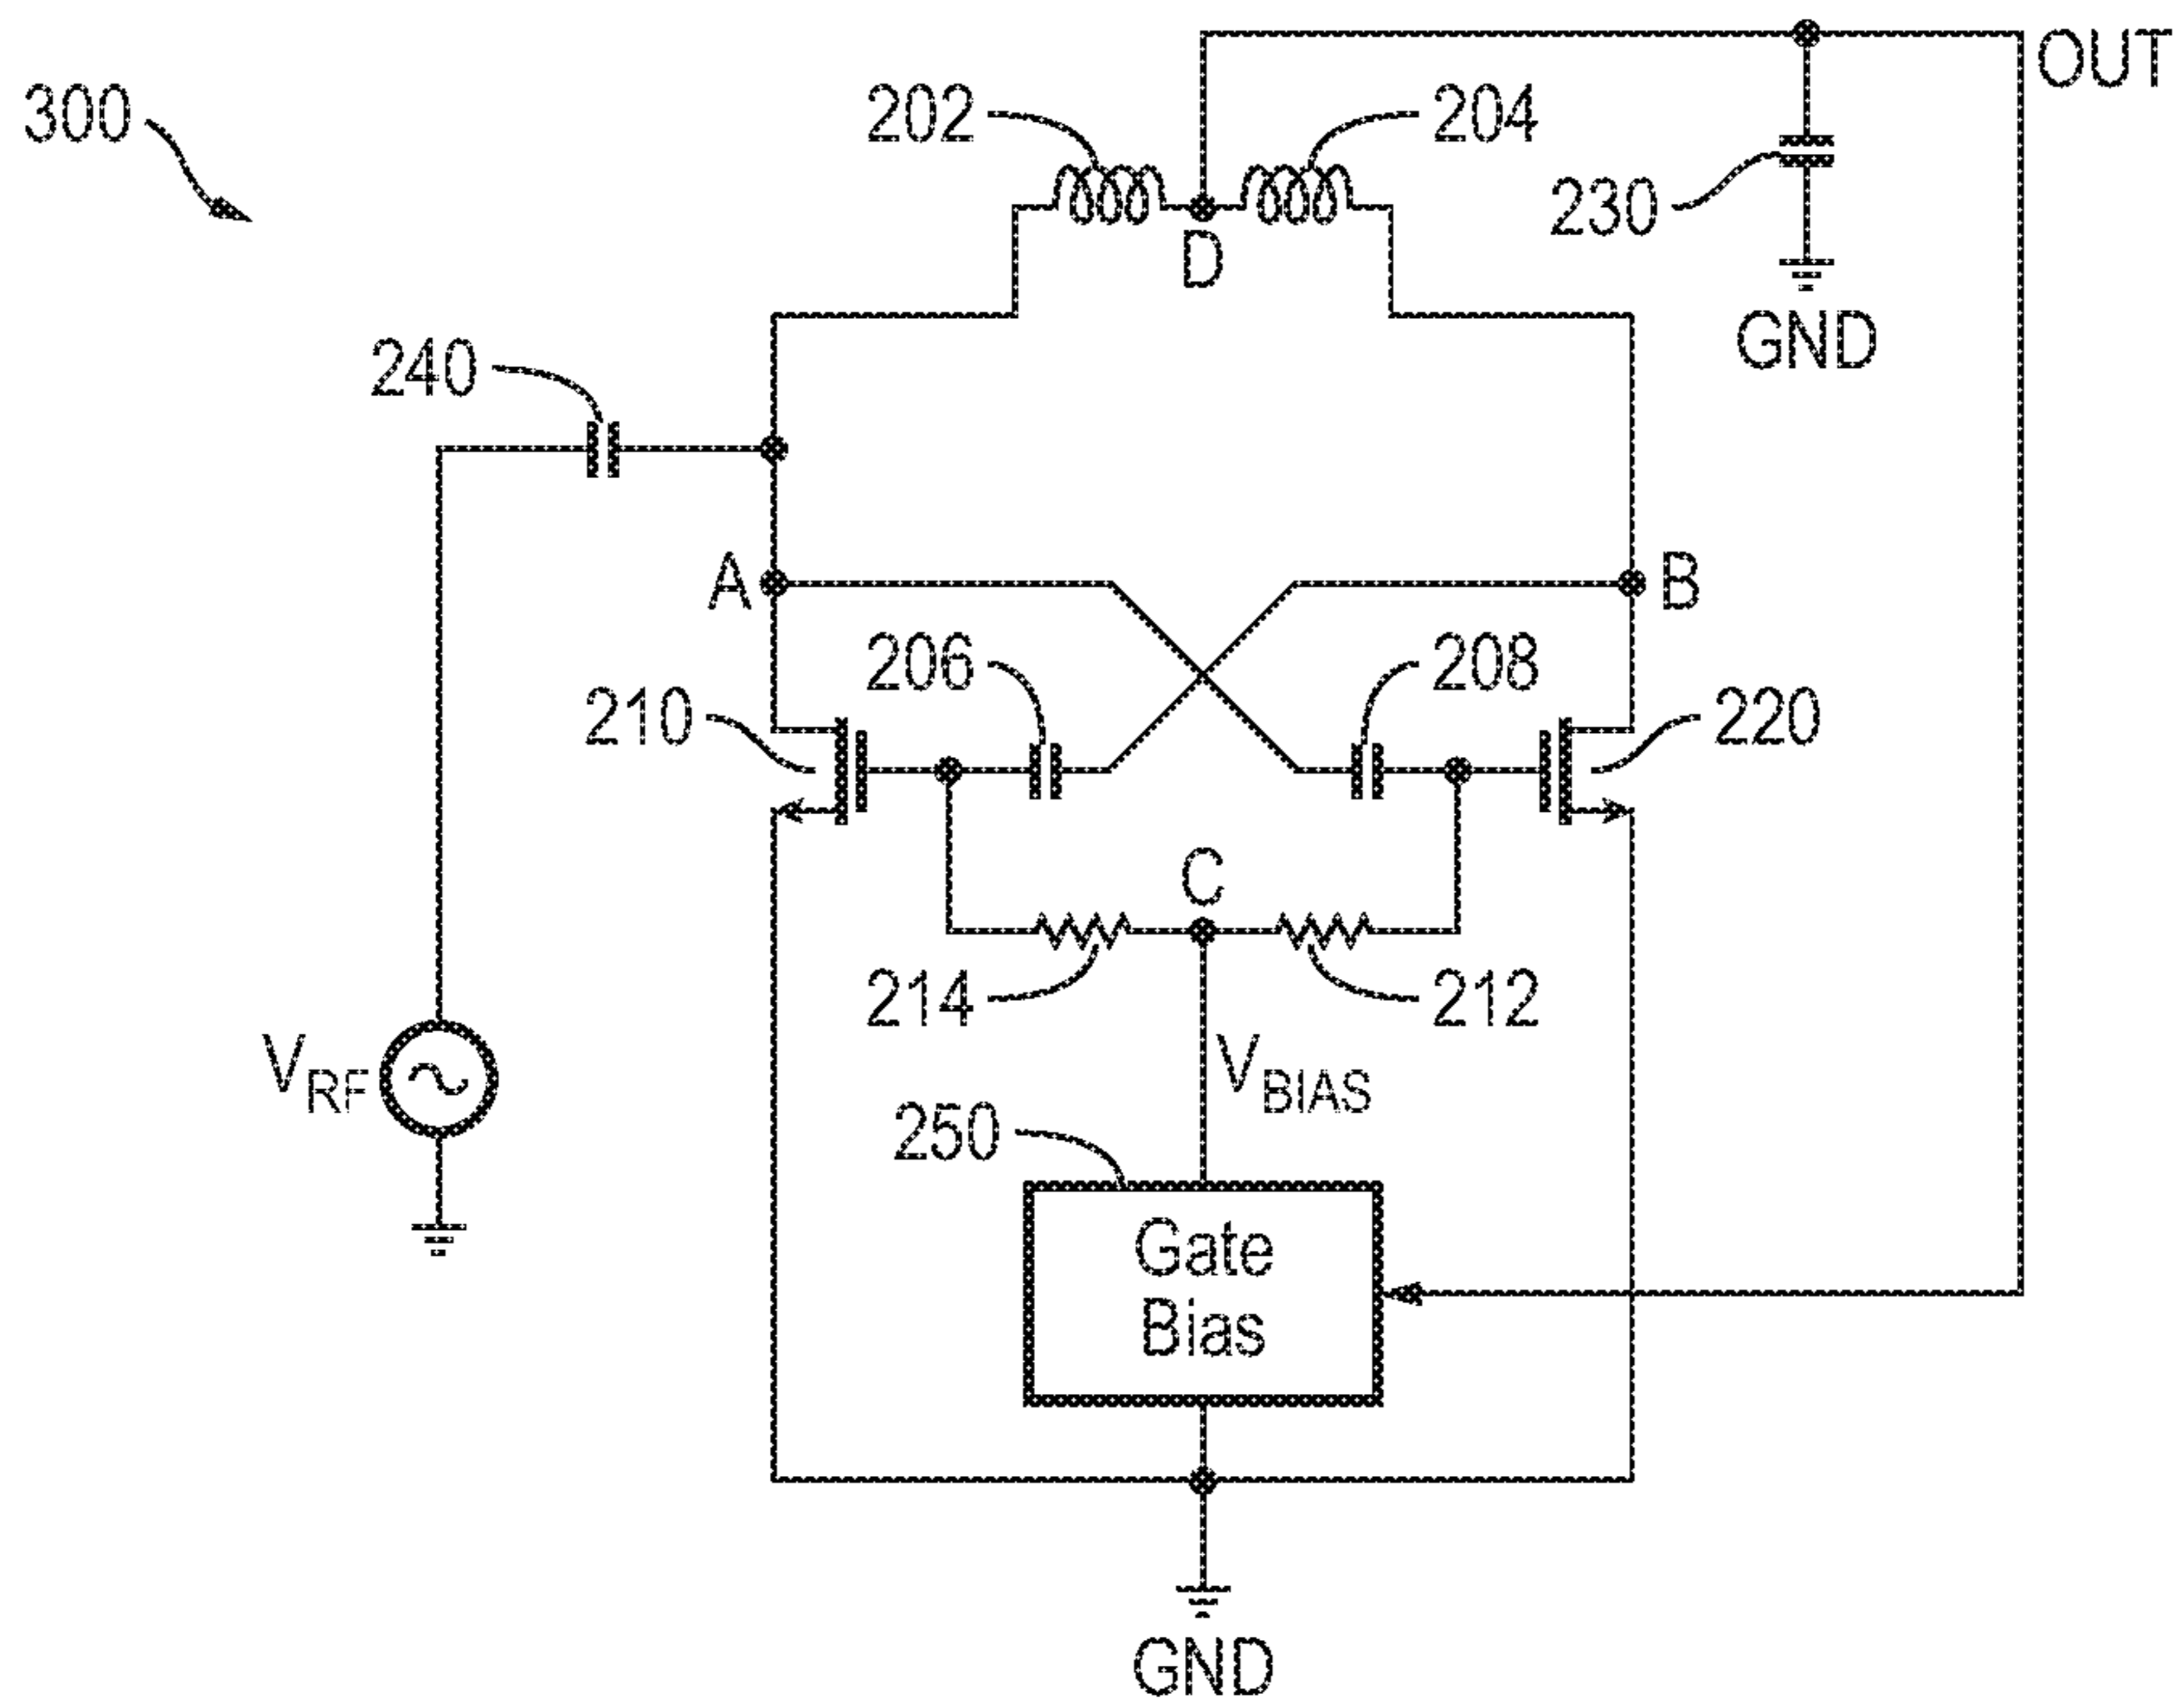 OUT
300
202
204
230
D
GND
240
A
B
206
208
210
220
C
214
212
VRF
VBIAS
250
Gate
Bias
GND